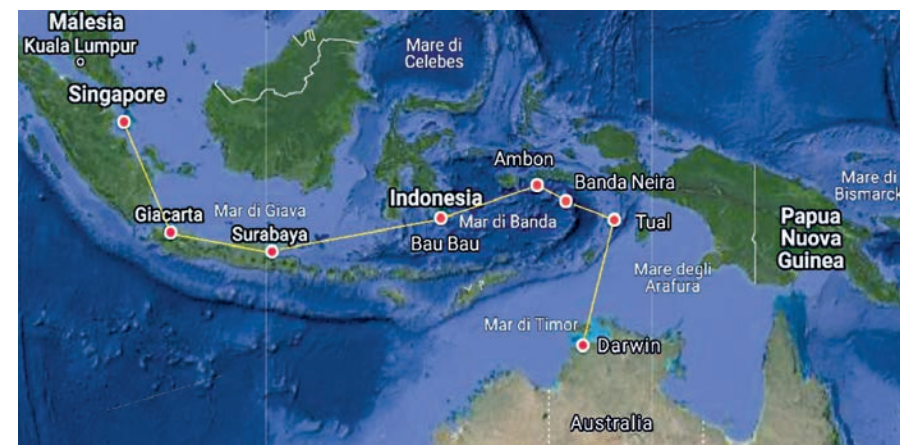 Malesia
Kuala Lumpur
Singapore
Mare di
Celebes
Ambon
Banda Neira
Mare di
Bismarck
Giacarta
Mar di Giava
Surabaya
Indonesia
Mar di Banda
Bau Bau
Tual
Papua
Nuova
Guinea
Mare degli
Arafura
Mar di Timor
Darwin
Australia